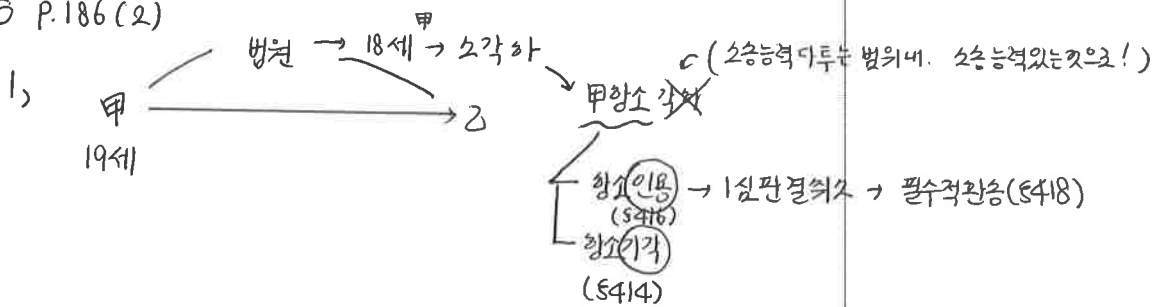 ③ P.186(2)
1) 甲 19세 → 乙
법원 → 18세 甲 → 소각하
甲항소 각하
(소송능력 다투는 범위내. 소송능력있는것으로!)
항소 인용 → 1심판결취소 → 필수적환송(§418)
(§416)
항소 기각
(§414)